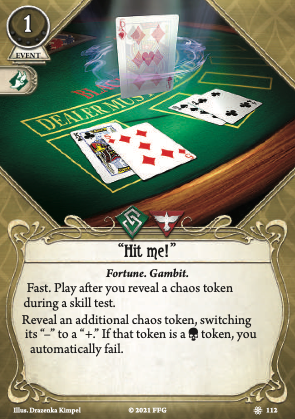 1
EVENT
BLAC
DEALER MUS
"Hit me!"
Fortune. Gambit.
Fast. Play after you reveal a chaos token
during a skill test.
Reveal an additional chaos token, switching
its "–" to a "+." If that token is a token, you
automatically fail.
Illus. Drazenka Kimpel
© 2021 FFG
112